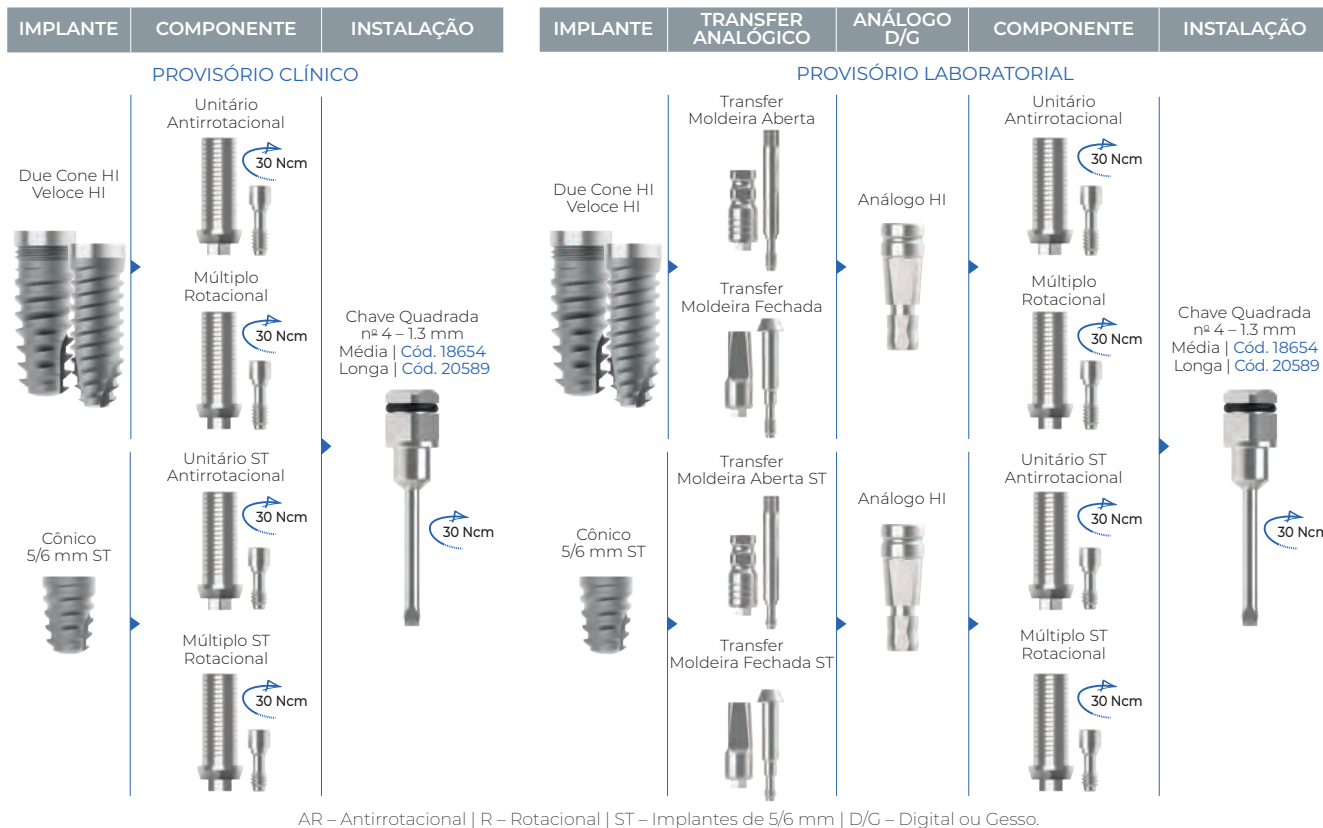 IMPLANTE
COMPONENTE
INSTALAÇÃO
PROVISÓRIO CLÍNICO
Due Cone HI
Veloce HI
Unitário
Antirrotacional
30 Ncm
Múltiplo
Rotacional
30 Ncm
Cônico
5/6 mm ST
Unitário ST
Antirrotacional
30 Ncm
Múltiplo ST
Rotacional
30 Ncm
Chave Quadrada
nº 4 – 1.3 mm
Média | Cód. 18654
Longa | Cód. 20589
30 Ncm
IMPLANTE
TRANSFER
ANALÓGICO
ANÁLOGO
D/G
COMPONENTE
INSTALAÇÃO
PROVISÓRIO LABORATORIAL
Due Cone HI
Veloce HI
Transfer
Moldeira Aberta
Transfer
Moldeira Fechada
Análogo HI
Unitário
Antirrotacional
30 Ncm
Múltiplo
Rotacional
30 Ncm
Cônico
5/6 mm ST
Transfer
Moldeira Aberta ST
Transfer
Moldeira Fechada ST
Análogo HI
Unitário ST
Antirrotacional
30 Ncm
Múltiplo ST
Rotacional
30 Ncm
Chave Quadrada
nº 4 – 1.3 mm
Média | Cód. 18654
Longa | Cód. 20589
30 Ncm
AR – Antirrotacional | R – Rotacional | ST – Implantes de 5/6 mm | D/G – Digital ou Gesso.